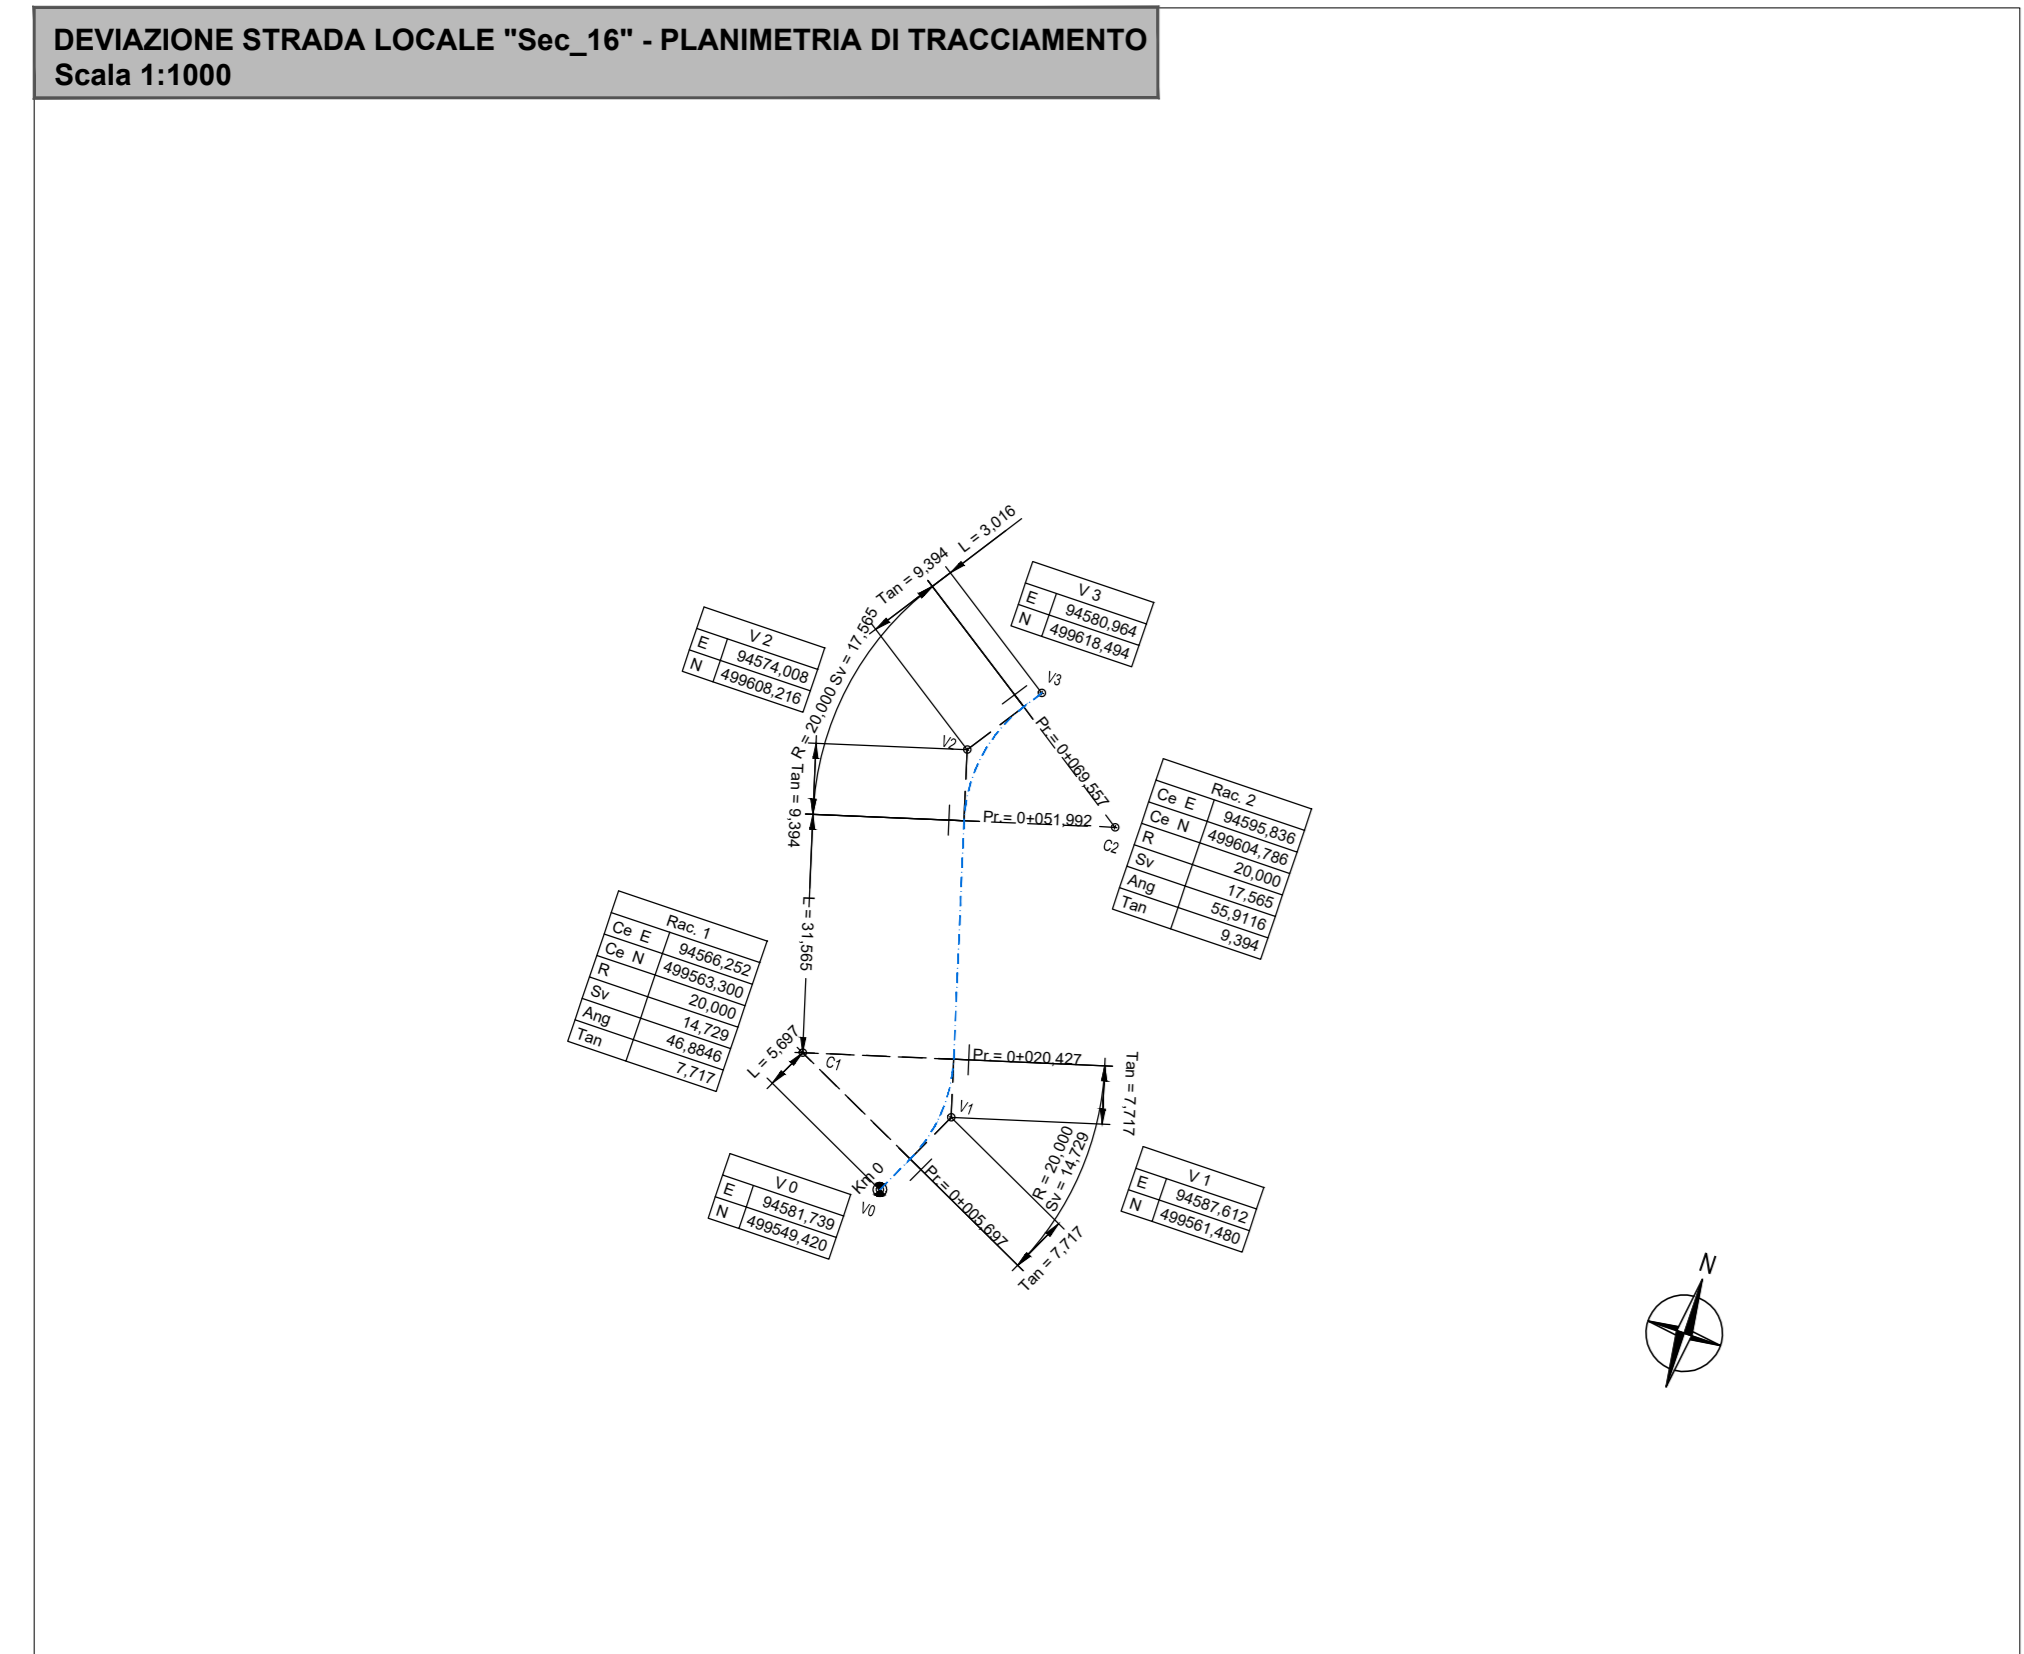 DEVIAZIONE STRADA LOCALE "Sec_16" - PLANIMETRIA DI TRACCIAMENTO
Scala 1:1000
L = 3,016
Tan = 9,394
V 3
E 94580,964
N 499618,494
V 2
E 94574,008
N 499608,216
R = 20,000 Sv = 17,565
V3
V2
Pr.= 0+069,557
Tan = 9,394
Pr.= 0+051,992
C2
Rac. 2
Ce E 94595,836
Ce N 499604,786
R 20,000
Sv 17,565
Ang 55,9116
Tan 9,394
L = 31,565
Rac. 1
Ce E 94566,252
Ce N 499563,300
R 20,000
Sv 14,729
Ang 46,8846
Tan 7,717
L = 5,697
C1
Pr.= 0+020,427
Tan = 7,717
V1
R = 20,000
Sv = 14,729
Km 0
V0
Pr.= 0+005,697
Tan = 7,717
V 0
E 94581,739
N 499549,420
V 1
E 94587,612
N 499561,480
N